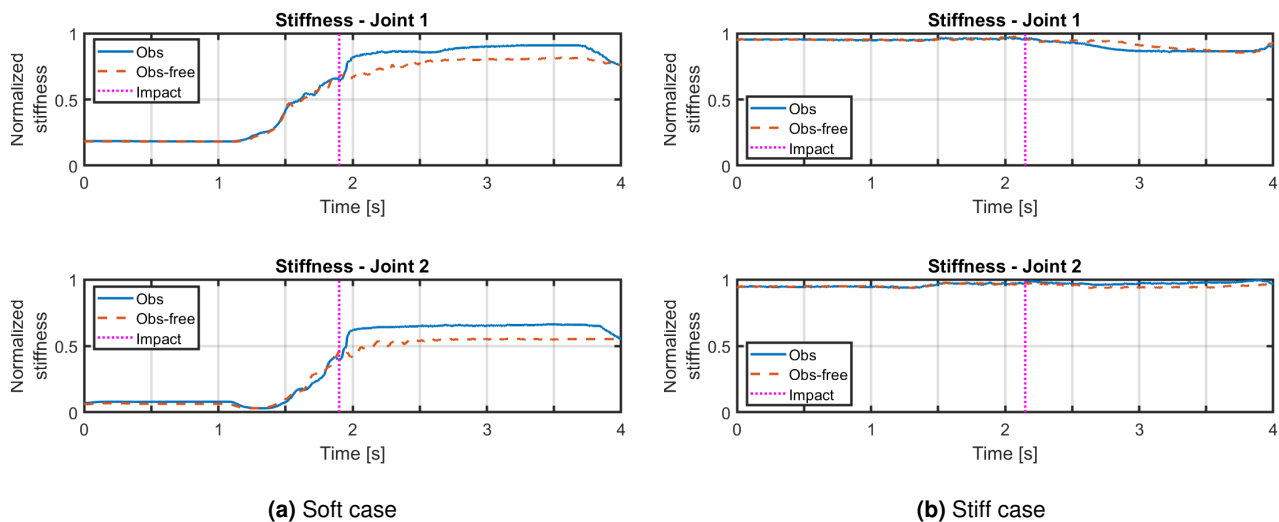 Stiffness - Joint 1
Normalized
stiffness
1
0.5
0
Obs
Obs-free
Impact
0 1 2 3 4
Time [s]
Stiffness - Joint 2
Normalized
stiffness
1
0.5
0
Obs
Obs-free
Impact
0 1 2 3 4
Time [s]
(a) Soft case
Stiffness - Joint 1
Normalized
stiffness
1
0.5
0
Obs
Obs-free
Impact
0 1 2 3 4
Time [s]
Stiffness - Joint 2
Normalized
stiffness
1
0.5
0
Obs
Obs-free
Impact
0 1 2 3 4
Time [s]
(b) Stiff case